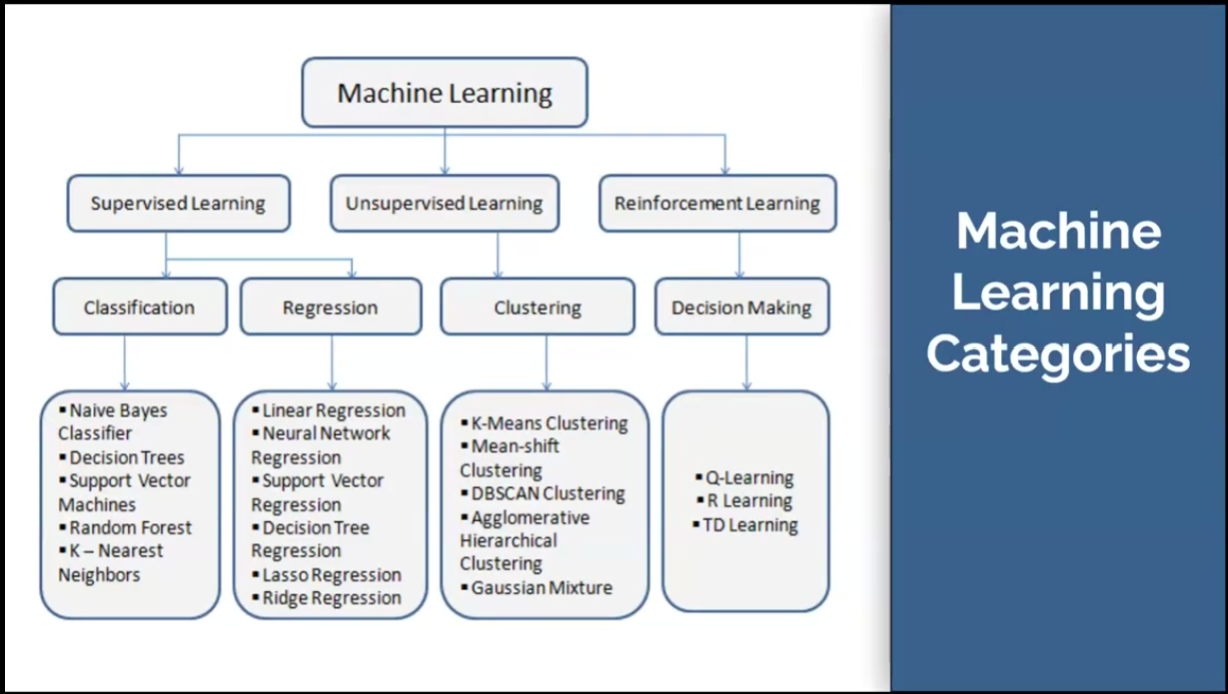 Machine Learning
Supervised Learning
Unsupervised Learning
Reinforcement Learning
Classification
Regression
Clustering
Decision Making
▪ Naive Bayes
Classifier
▪ Decision Trees
▪ Support Vector
Machines
▪ Random Forest
▪ K – Nearest
Neighbors
▪ Linear Regression
▪ Neural Network
Regression
▪ Support Vector
Regression
▪ Decision Tree
Regression
▪ Lasso Regression
▪ Ridge Regression
▪ K-Means Clustering
▪ Mean-shift
Clustering
▪ DBSCAN Clustering
▪ Agglomerative
Hierarchical
Clustering
▪ Gaussian Mixture
▪ Q-Learning
▪ R Learning
▪ TD Learning
Machine
Learning
Categories